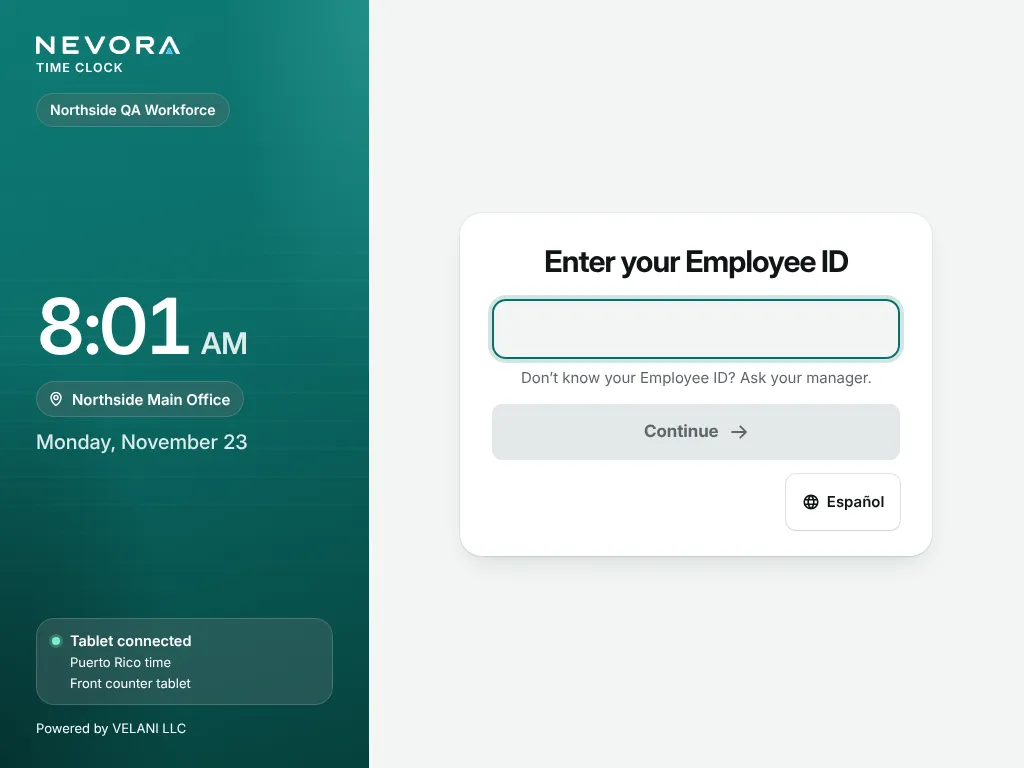 NEVORA
TIME CLOCK
Northside QA Workforce
8:01 AM
Northside Main Office
Monday, November 23
Tablet connected
Puerto Rico time
Front counter tablet
Powered by VELANI LLC
Enter your Employee ID
Don’t know your Employee ID? Ask your manager.
Continue →
Español